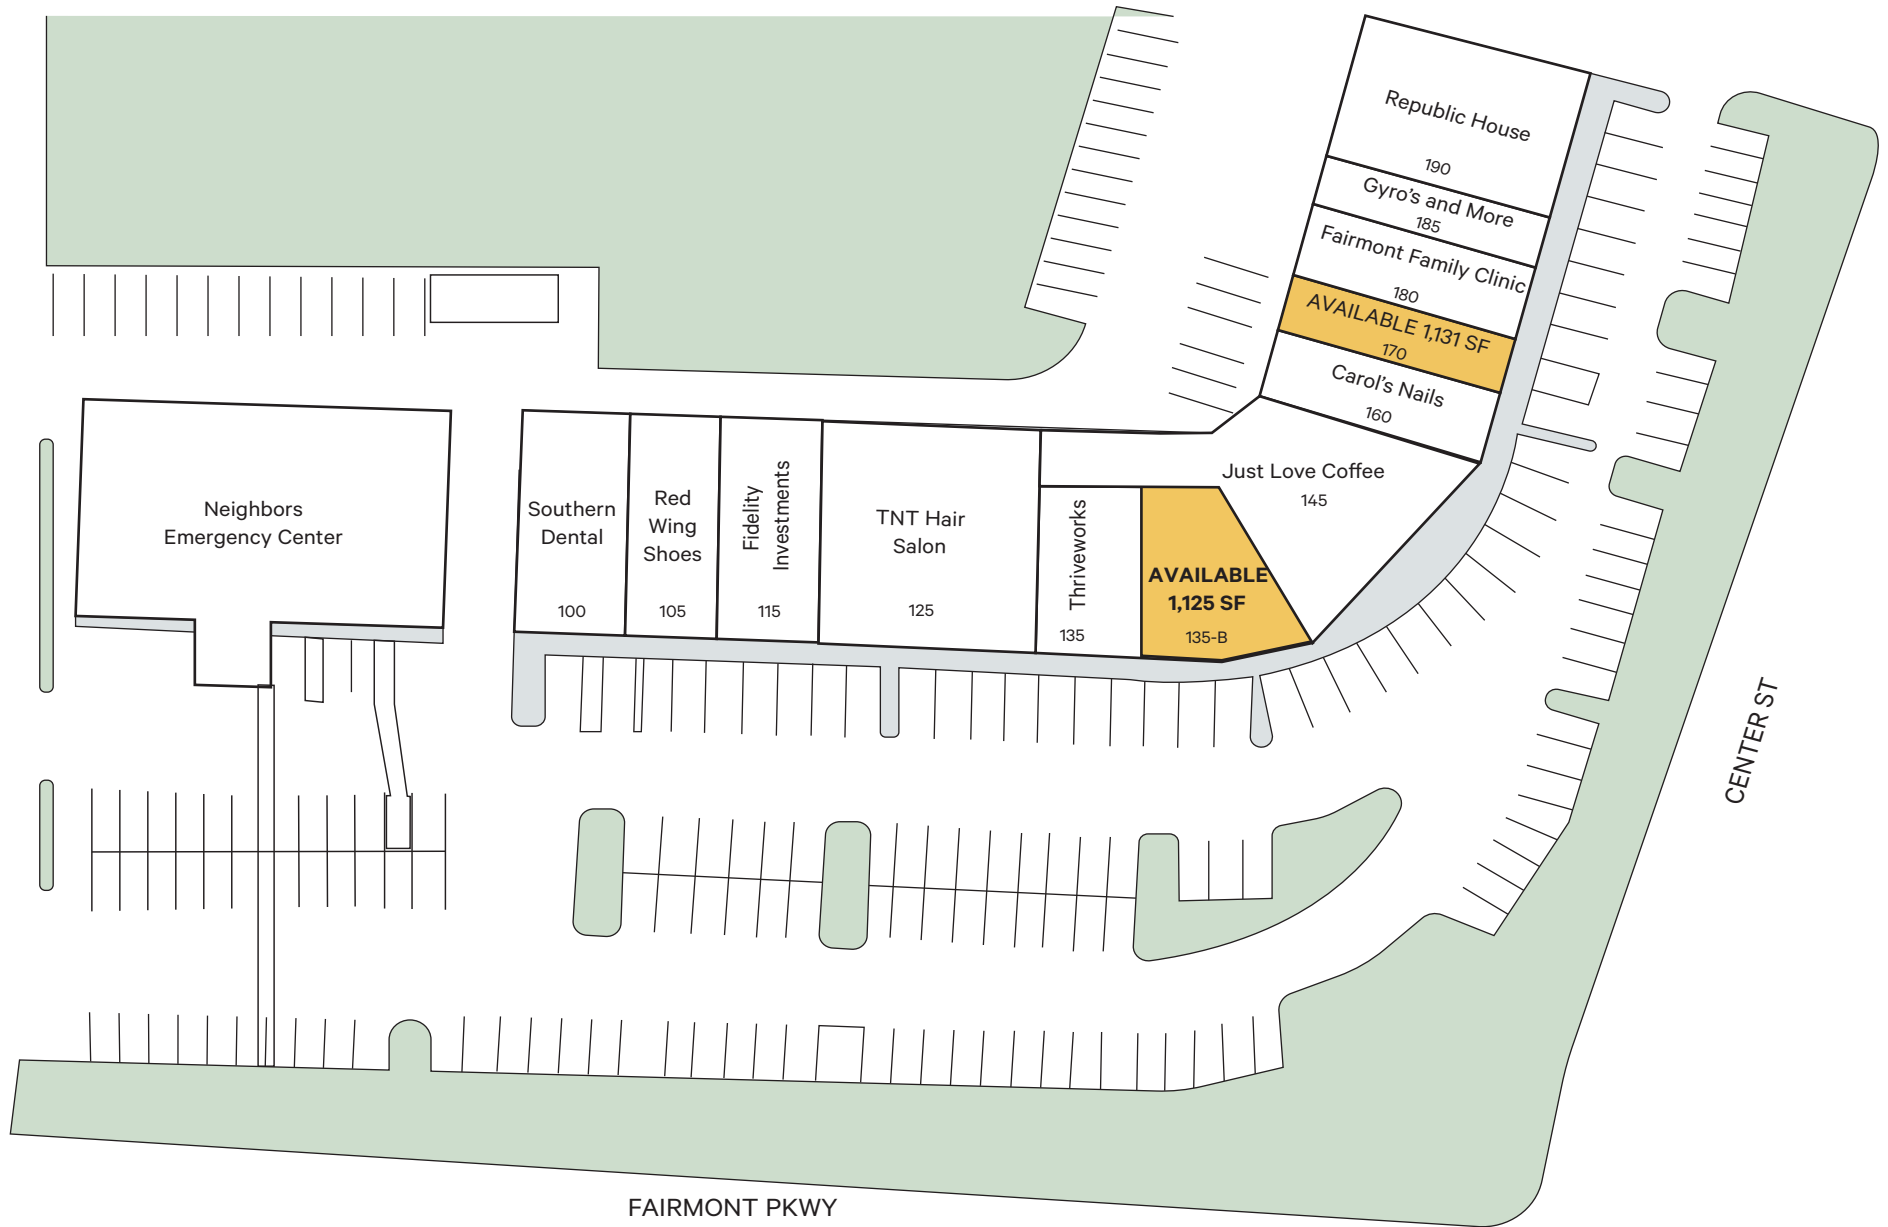 Republic House
190
Gyro's and More
185
Fairmont Family Clinic
180
AVAILABLE 1,131 SF
170
Carol's Nails
160
Just Love Coffee
145
Neighbors
Emergency Center
Southern
Dental
100
Red
Wing
Shoes
105
Fidelity
Investments
115
TNT Hair
Salon
125
Thriveworks
135
AVAILABLE
1,125 SF
135-B
CENTER ST
FAIRMONT PKWY